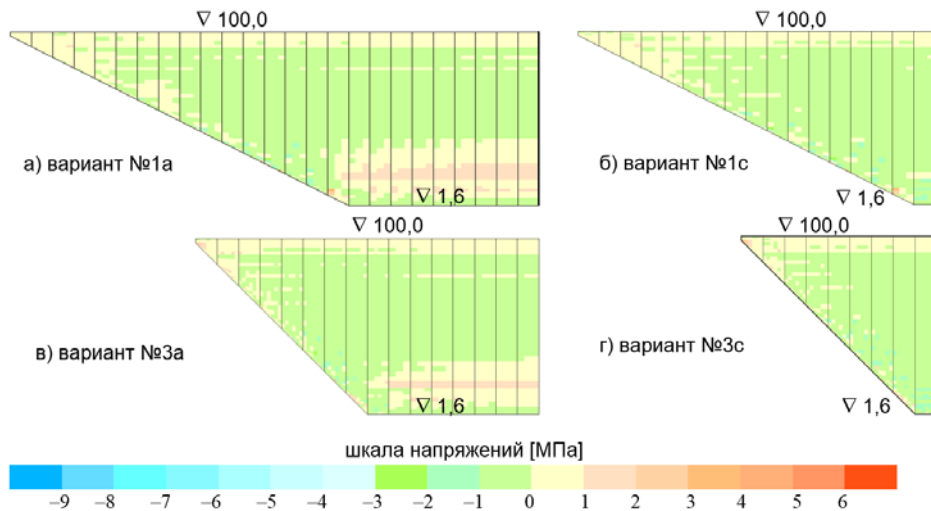 ∇ 100,0
∇ 100,0
а) вариант №1а
б) вариант №1с
∇ 1,6
∇ 1,6
∇ 100,0
∇ 100,0
в) вариант №3а
г) вариант №3с
∇ 1,6
∇ 1,6
шкала напряжений [МПа]
–9 –8 –7 –6 –5 –4 –3 –2 –1 0 1 2 3 4 5 6